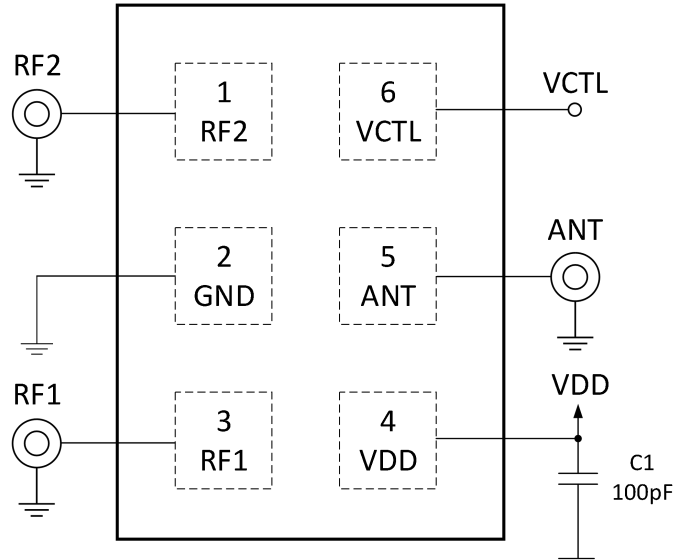 RF2
1
RF2
6
VCTL
VCTL
2
GND
5
ANT
ANT
RF1
3
RF1
4
VDD
VDD
C1
100pF